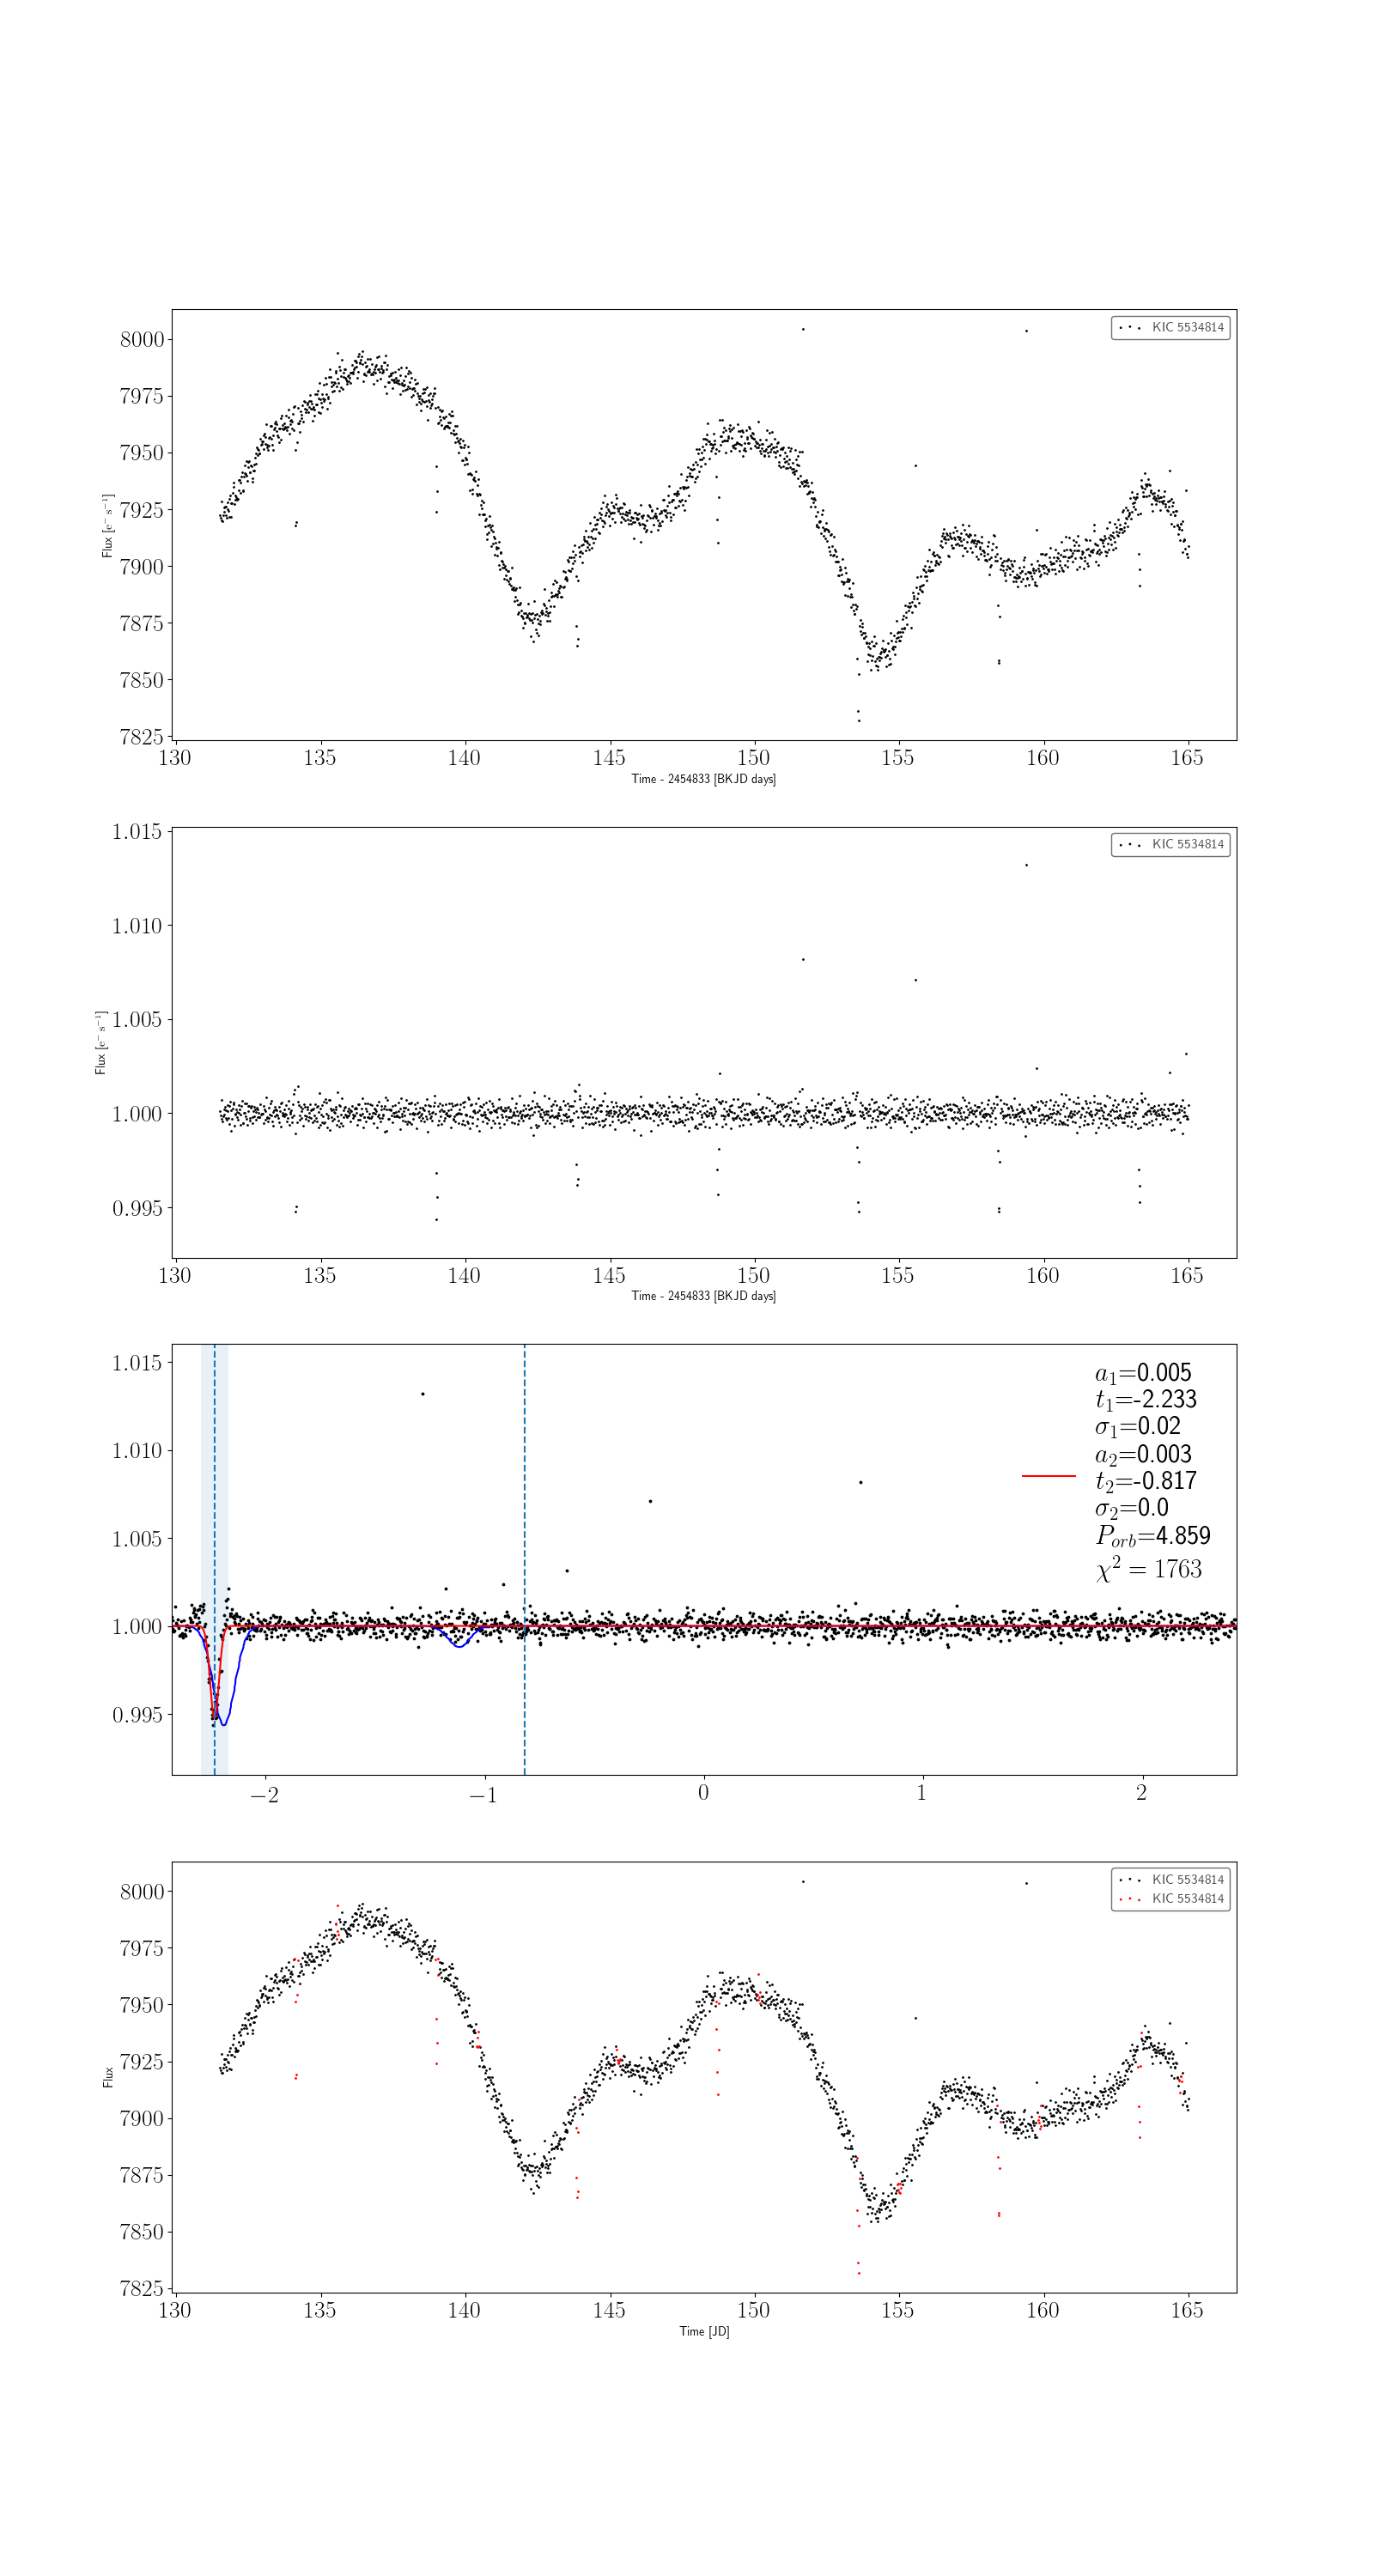 KIC 5534814
8000
7975
7950
7925
7900
7875
7850
7825
Flux [e⁻ s⁻¹]
130 135 140 145 150 155 160 165
Time - 2454833 [BKJD days]
KIC 5534814
1.015
1.010
1.005
1.000
0.995
Flux [e⁻ s⁻¹]
130 135 140 145 150 155 160 165
Time - 2454833 [BKJD days]
1.015
1.010
1.005
1.000
0.995
a₁=0.005
t₁=-2.233
σ₁=0.02
a₂=0.003
t₂=-0.817
σ₂=0.0
P_orb=4.859
χ² = 1763
−2 −1 0 1 2
KIC 5534814
KIC 5534814
8000
7975
7950
7925
7900
7875
7850
7825
Flux
130 135 140 145 150 155 160 165
Time [JD]